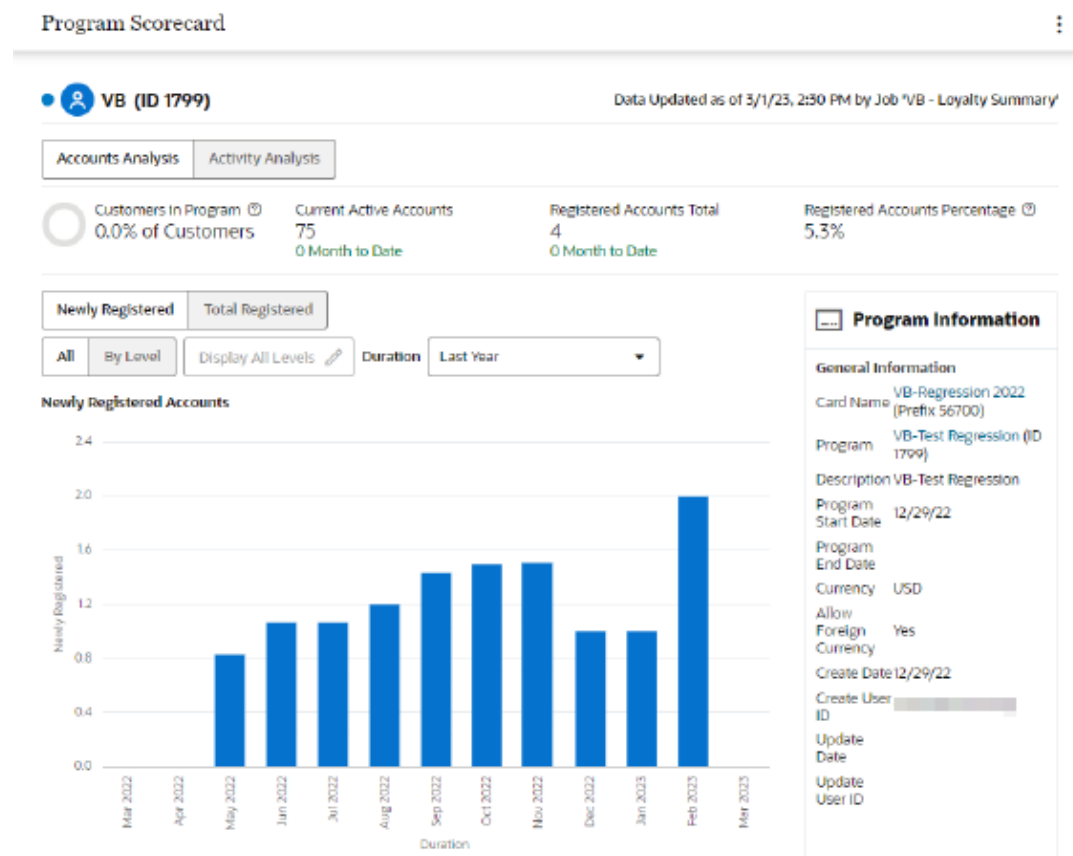 Program Scorecard
VB (ID 1799)
Data Updated as of 3/1/23, 2:30 PM by Job 'VB - Loyalty Summary'
Accounts Analysis
Activity Analysis
Customers in Program
0.0% of Customers
Current Active Accounts
75
0 Month to Date
Registered Accounts Total
4
0 Month to Date
Registered Accounts Percentage
5.3%
Newly Registered
Total Registered
All
By Level
Display All Levels
Duration
Last Year
Newly Registered Accounts
2.4
2.0
1.6
1.2
0.8
0.4
0.0
Newly Registered
Mar 2022
Apr 2022
May 2022
Jun 2022
Jul 2022
Aug 2022
Sep 2022
Oct 2022
Nov 2022
Dec 2022
Jan 2023
Feb 2023
Mar 2023
Duration
Program Information
General Information
Card Name
VB-Regression 2022
(Prefix 56700)
Program
VB-Test Regression (ID
1799)
Description VB-Test Regression
Program
Start Date
12/29/22
Program
End Date
Currency USD
Allow
Foreign
Currency
Yes
Create Date 12/29/22
Create User
ID
Update
Date
Update
User ID